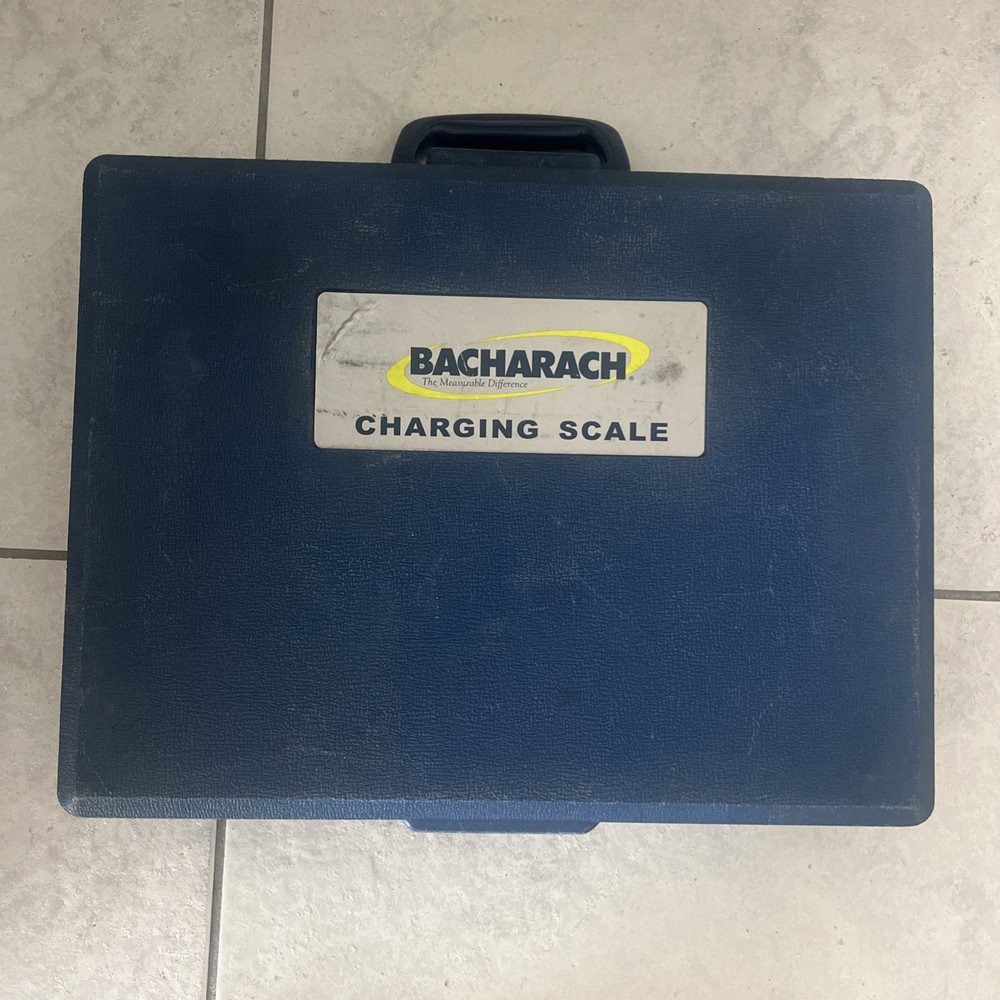 BACHARACH®
The Measurable Difference
CHARGING SCALE